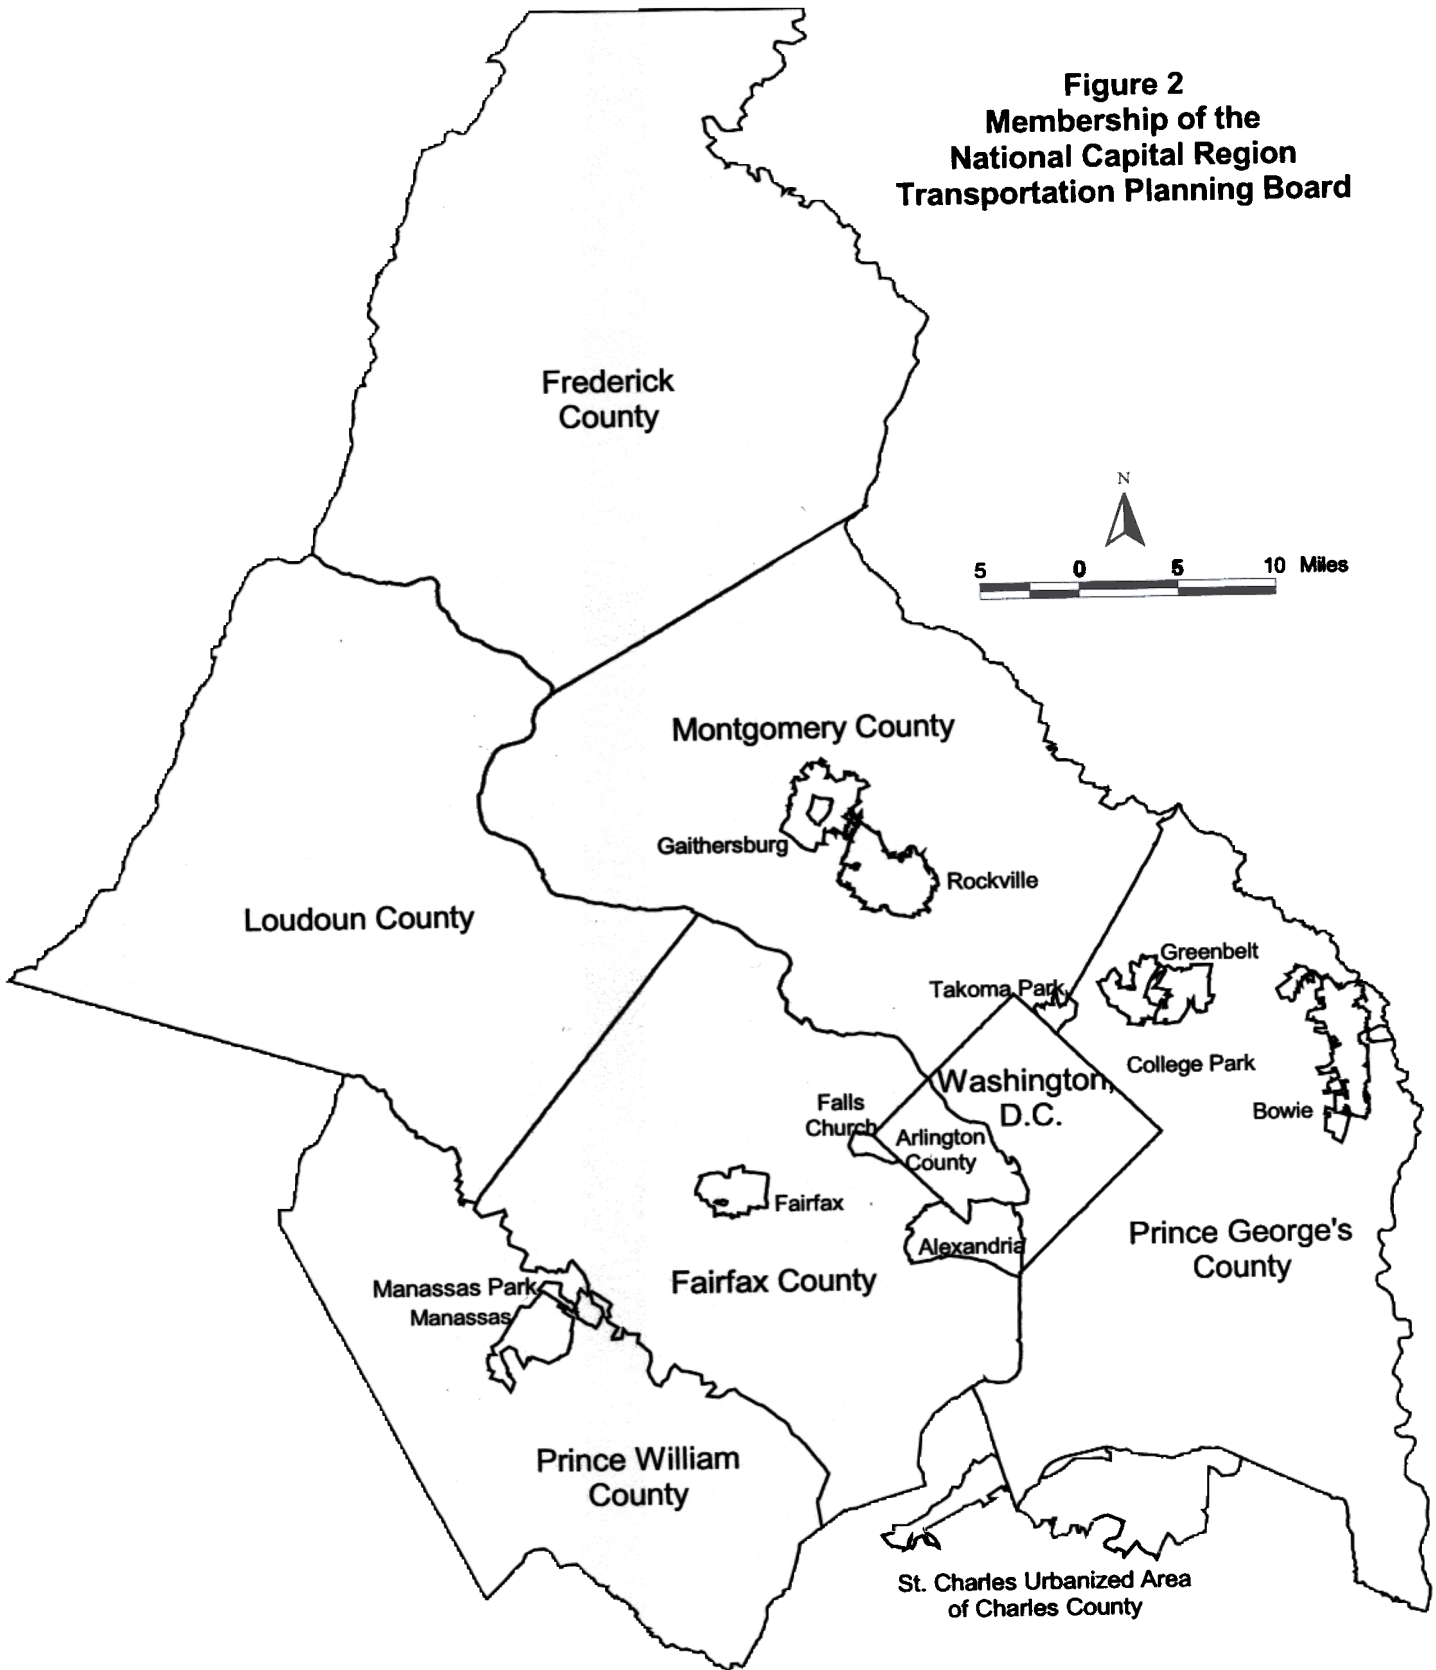 Figure 2
Membership of the
National Capital Region
Transportation Planning Board
Frederick
County
N
5 0 5 10 Miles
Montgomery County
Gaithersburg
Rockville
Loudoun County
Greenbelt
Takoma Park
College Park
Washington,
D.C.
Bowie
Falls
Church
Arlington
County
Fairfax
Alexandria
Prince George's
County
Fairfax County
Manassas Park
Manassas
Prince William
County
St. Charles Urbanized Area
of Charles County